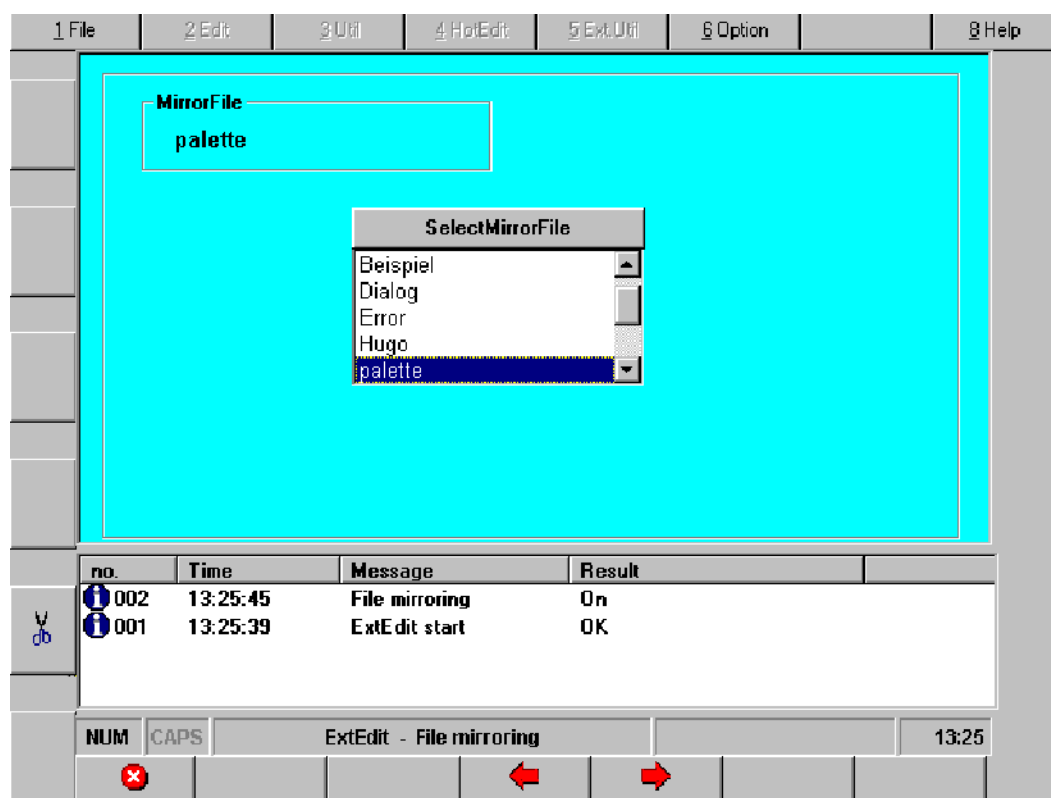 1 File 2 Edit 3 Util 4 HotEdit 5 Ext.Util 6 Option 8 Help
MirrorFile
palette
SelectMirrorFile
Beispiel
Dialog
Error
Hugo
palette
no. Time Message Result
002 13:25:45 File mirroring On
001 13:25:39 ExtEdit start OK
NUM CAPS ExtEdit - File mirroring 13:25